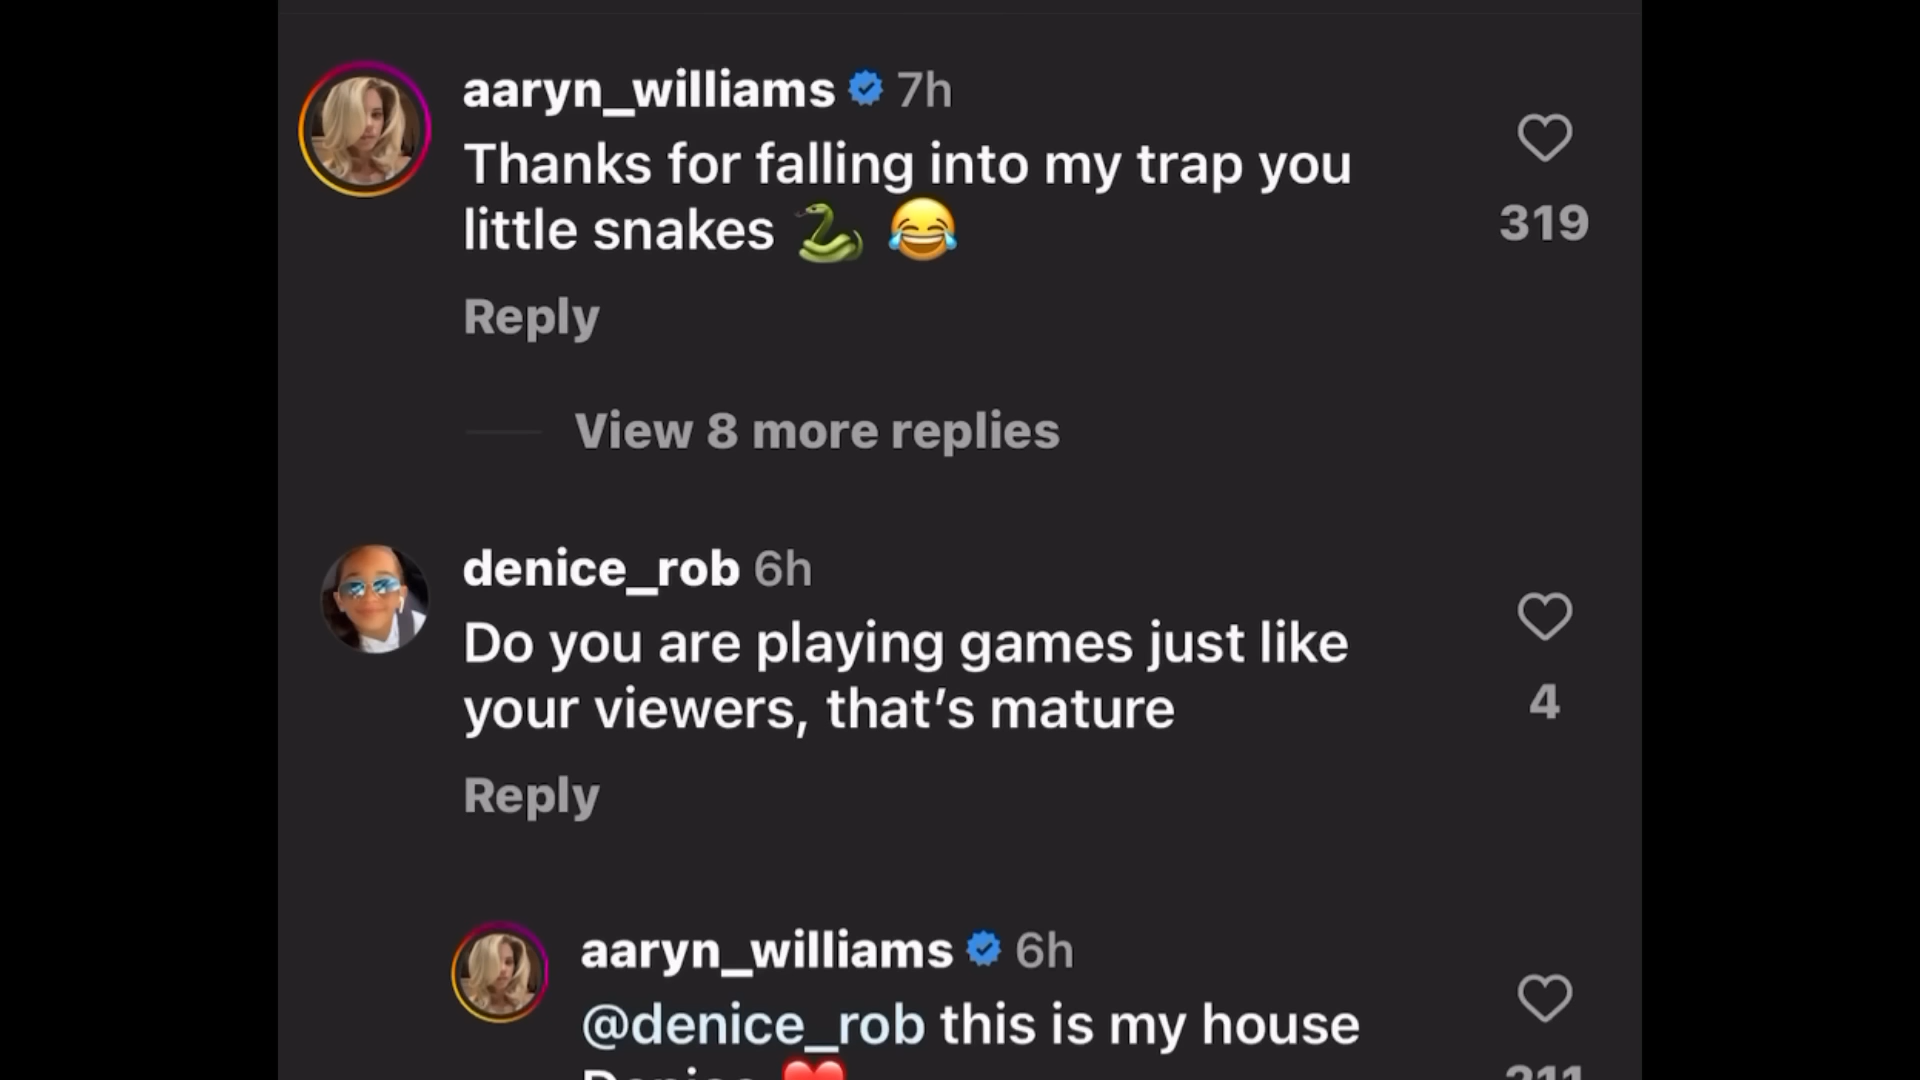 aaryn_williams 7h
Thanks for falling into my trap you
little snakes 🐍 😂
319
Reply
View 8 more replies
denice_rob 6h
Do you are playing games just like
your viewers, that’s mature
4
Reply
aaryn_williams 6h
@denice_rob this is my house
Denice ❤️
211